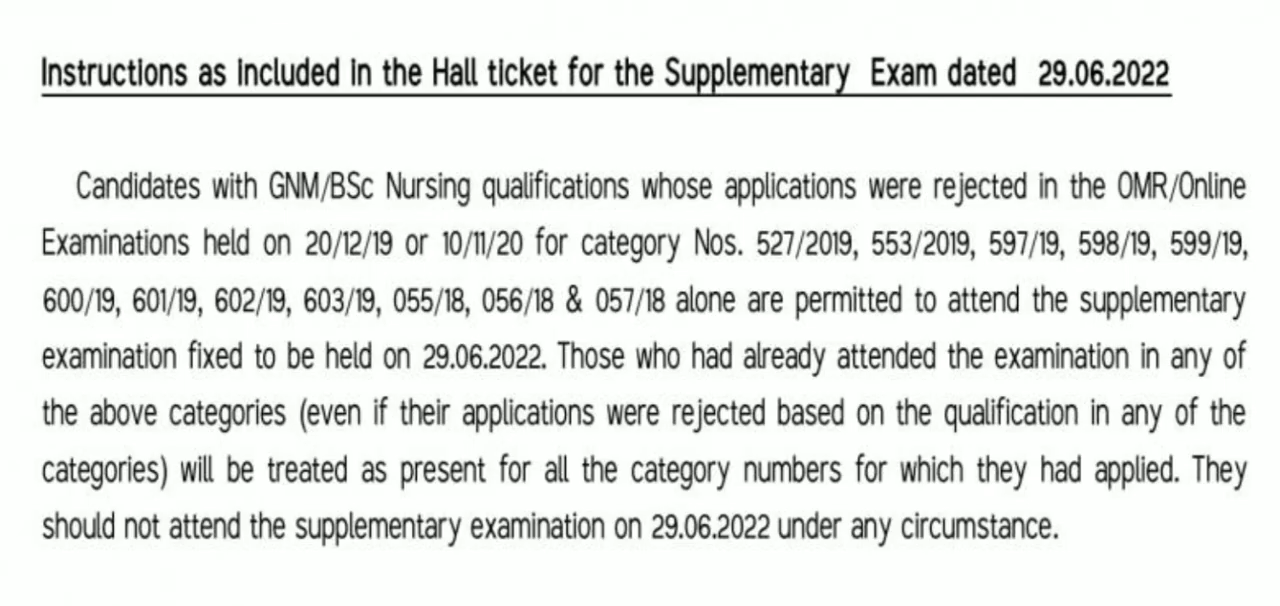 Instructions as included in the Hall ticket for the Supplementary Exam dated 29.06.2022
Candidates with GNM/BSc Nursing qualifications whose applications were rejected in the OMR/Online
Examinations held on 20/12/19 or 10/11/20 for category Nos. 527/2019, 553/2019, 597/19, 598/19, 599/19,
600/19, 601/19, 602/19, 603/19, 055/18, 056/18 & 057/18 alone are permitted to attend the supplementary
examination fixed to be held on 29.06.2022. Those who had already attended the examination in any of
the above categories (even if their applications were rejected based on the qualification in any of the
categories) will be treated as present for all the category numbers for which they had applied. They
should not attend the supplementary examination on 29.06.2022 under any circumstance.